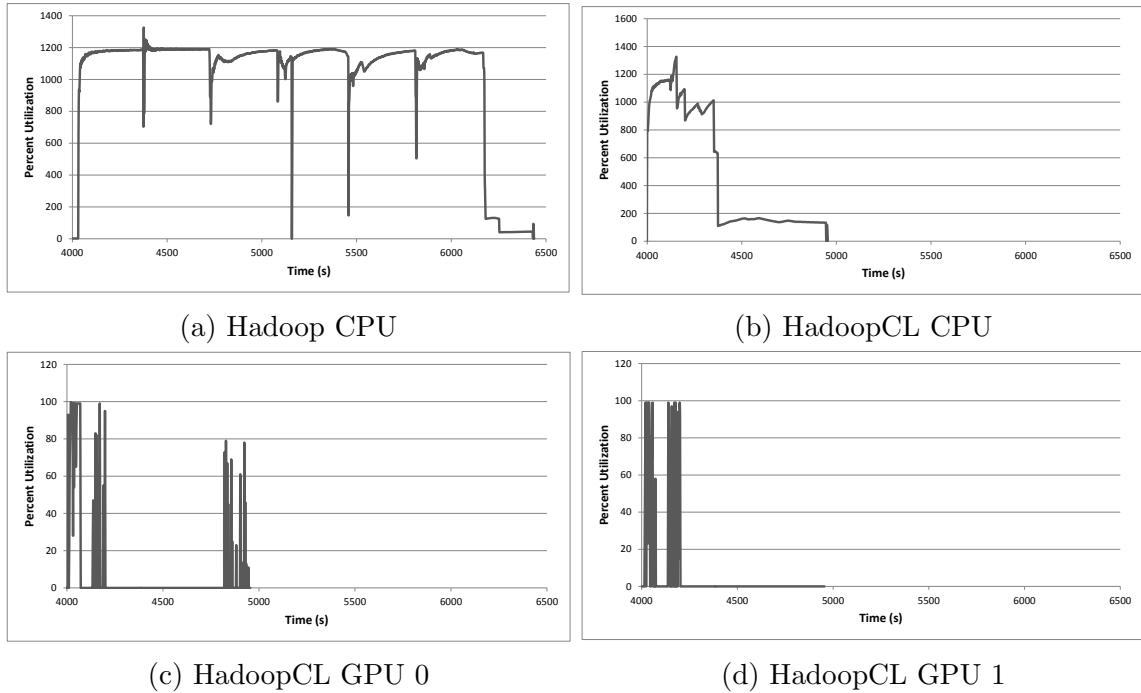 1400
1200
1000
800
600
400
200
0
Percent Utilization
4000 4500 5000 5500 6000 6500
Time (s)
(a) Hadoop CPU
1600
1400
1200
1000
800
600
400
200
0
Percent Utilization
4000 4500 5000 5500 6000 6500
Time (s)
(b) HadoopCL CPU
120
100
80
60
40
20
0
Percent Utilization
4000 4500 5000 5500 6000 6500
Time (s)
(c) HadoopCL GPU 0
120
100
80
60
40
20
0
Percent Utilization
4000 4500 5000 5500 6000 6500
Time (s)
(d) HadoopCL GPU 1